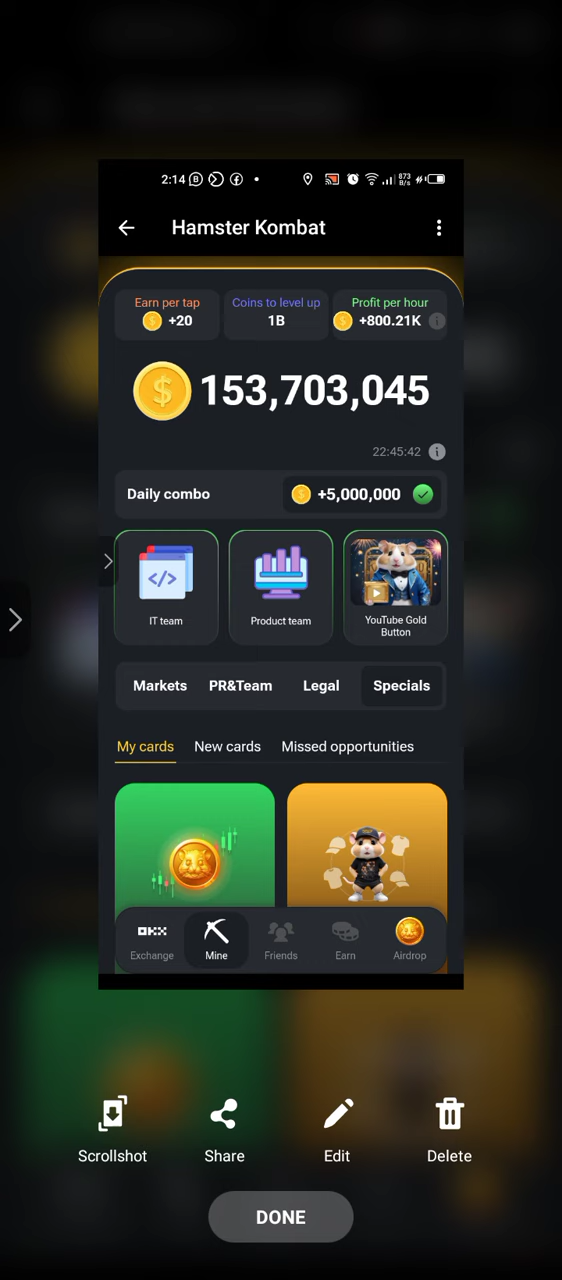 2:14 873 B/s
Hamster Kombat
Earn per tap
+20
Coins to level up
1B
Profit per hour
+800.21K
153,703,045
22:45:42
Daily combo +5,000,000
IT team
Product team
YouTube Gold
Button
Markets PR&Team Legal Specials
My cards New cards Missed opportunities
Exchange Mine Friends Earn Airdrop
Scrollshot Share Edit Delete
DONE